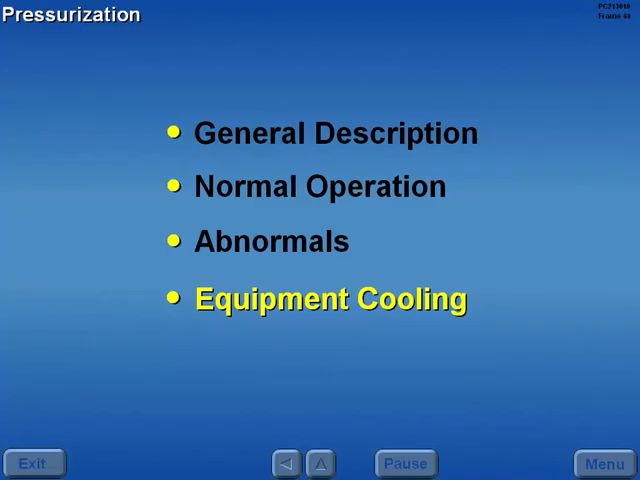 Pressurization
PC213010
Frame 68
General Description
Normal Operation
Abnormals
Equipment Cooling
Exit
Pause
Menu